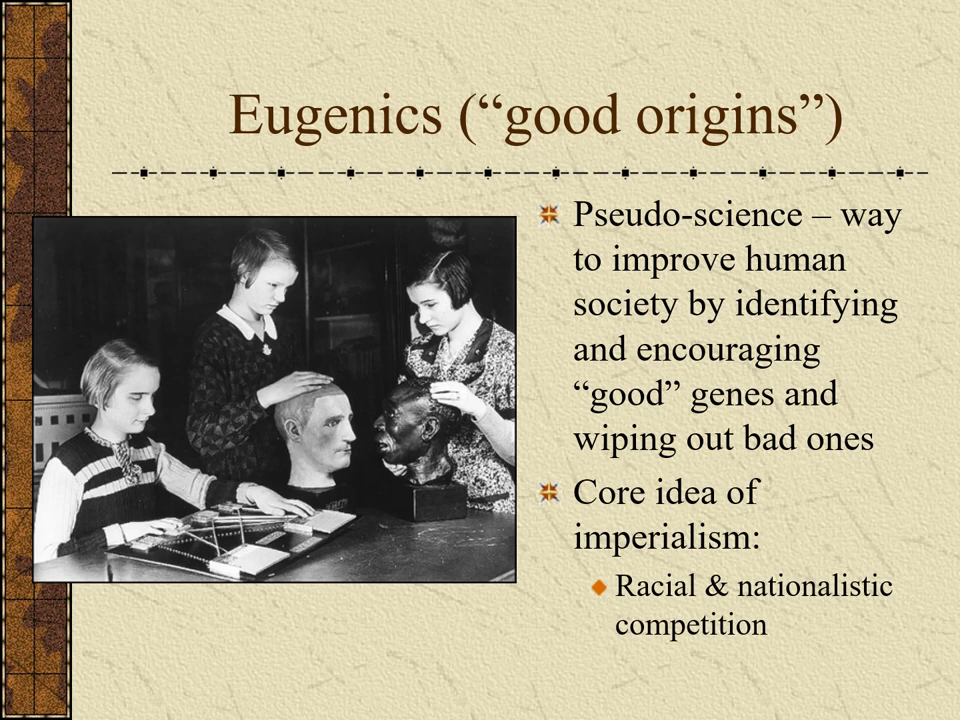 Eugenics (“good origins”)
Pseudo-science – way
to improve human
society by identifying
and encouraging
“good” genes and
wiping out bad ones
Core idea of
imperialism:
Racial & nationalistic
competition